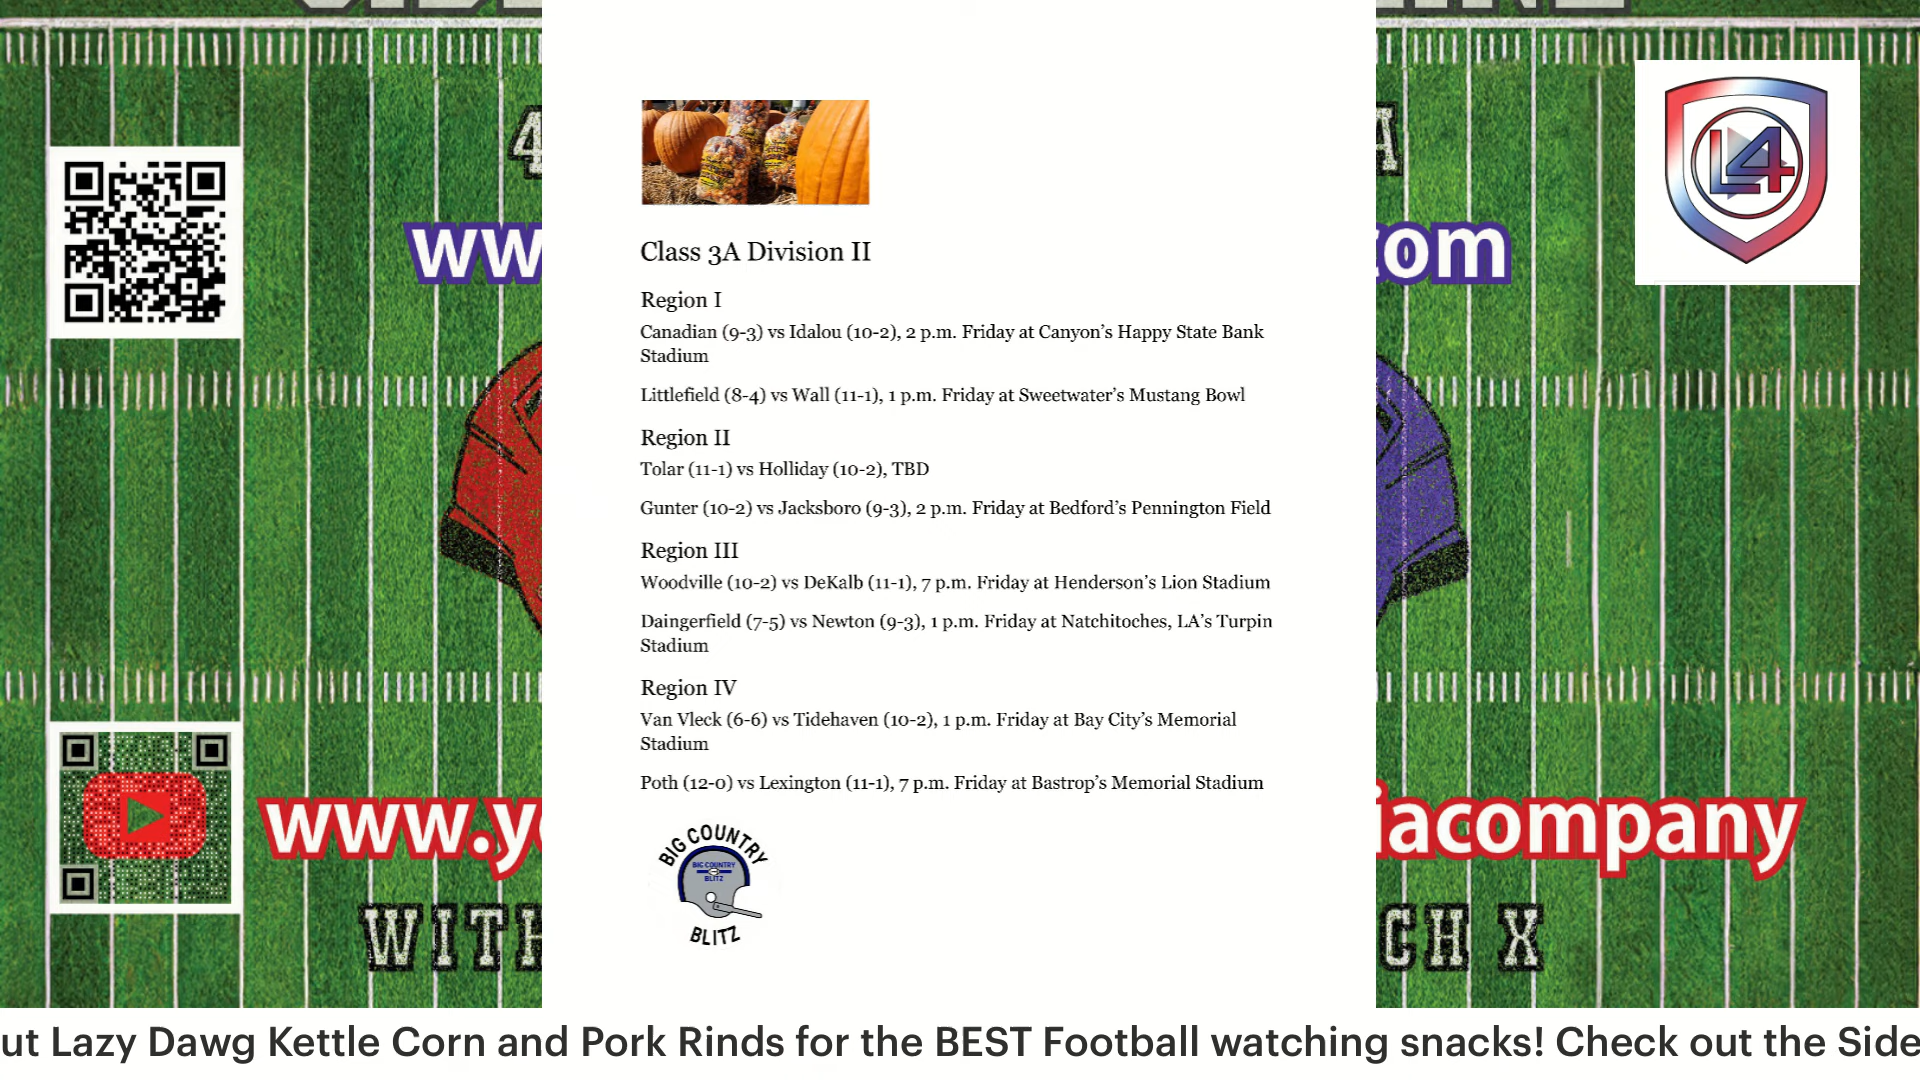 4
A
L4
ww
com
Class 3A Division II
Region I
Canadian (9-3) vs Idalou (10-2), 2 p.m. Friday at Canyon’s Happy State Bank
Stadium
Littlefield (8-4) vs Wall (11-1), 1 p.m. Friday at Sweetwater’s Mustang Bowl
Region II
Tolar (11-1) vs Holliday (10-2), TBD
Gunter (10-2) vs Jacksboro (9-3), 2 p.m. Friday at Bedford’s Pennington Field
Region III
Woodville (10-2) vs DeKalb (11-1), 7 p.m. Friday at Henderson’s Lion Stadium
Daingerfield (7-5) vs Newton (9-3), 1 p.m. Friday at Natchitoches, LA’s Turpin
Stadium
Region IV
Van Vleck (6-6) vs Tidehaven (10-2), 1 p.m. Friday at Bay City’s Memorial
Stadium
Poth (12-0) vs Lexington (11-1), 7 p.m. Friday at Bastrop’s Memorial Stadium
www.y
iacompany
BIG COUNTRY
BIG COUNTRY
BLITZ
BLITZ
WITH
CH X
ut Lazy Dawg Kettle Corn and Pork Rinds for the BEST Football watching snacks! Check out the Side